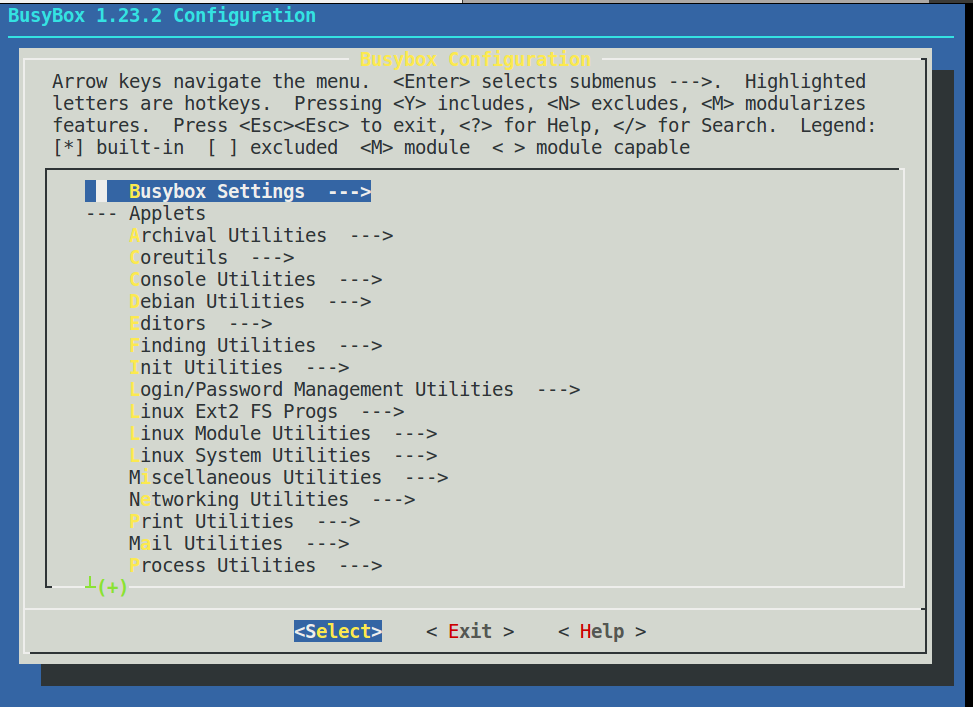 BusyBox 1.23.2 Configuration
Busybox Configuration
Arrow keys navigate the menu.  <Enter> selects submenus --->.  Highlighted
letters are hotkeys.  Pressing <Y> includes, <N> excludes, <M> modularizes
features.  Press <Esc><Esc> to exit, <?> for Help, </> for Search.  Legend:
[*] built-in  [ ] excluded  <M> module  < > module capable
Busybox Settings  --->
--- Applets
Archival Utilities  --->
Coreutils  --->
Console Utilities  --->
Debian Utilities  --->
Editors  --->
Finding Utilities  --->
Init Utilities  --->
Login/Password Management Utilities  --->
Linux Ext2 FS Progs  --->
Linux Module Utilities  --->
Linux System Utilities  --->
Miscellaneous Utilities  --->
Networking Utilities  --->
Print Utilities  --->
Mail Utilities  --->
Process Utilities  --->
┴(+)
<Select>    < Exit >    < Help >